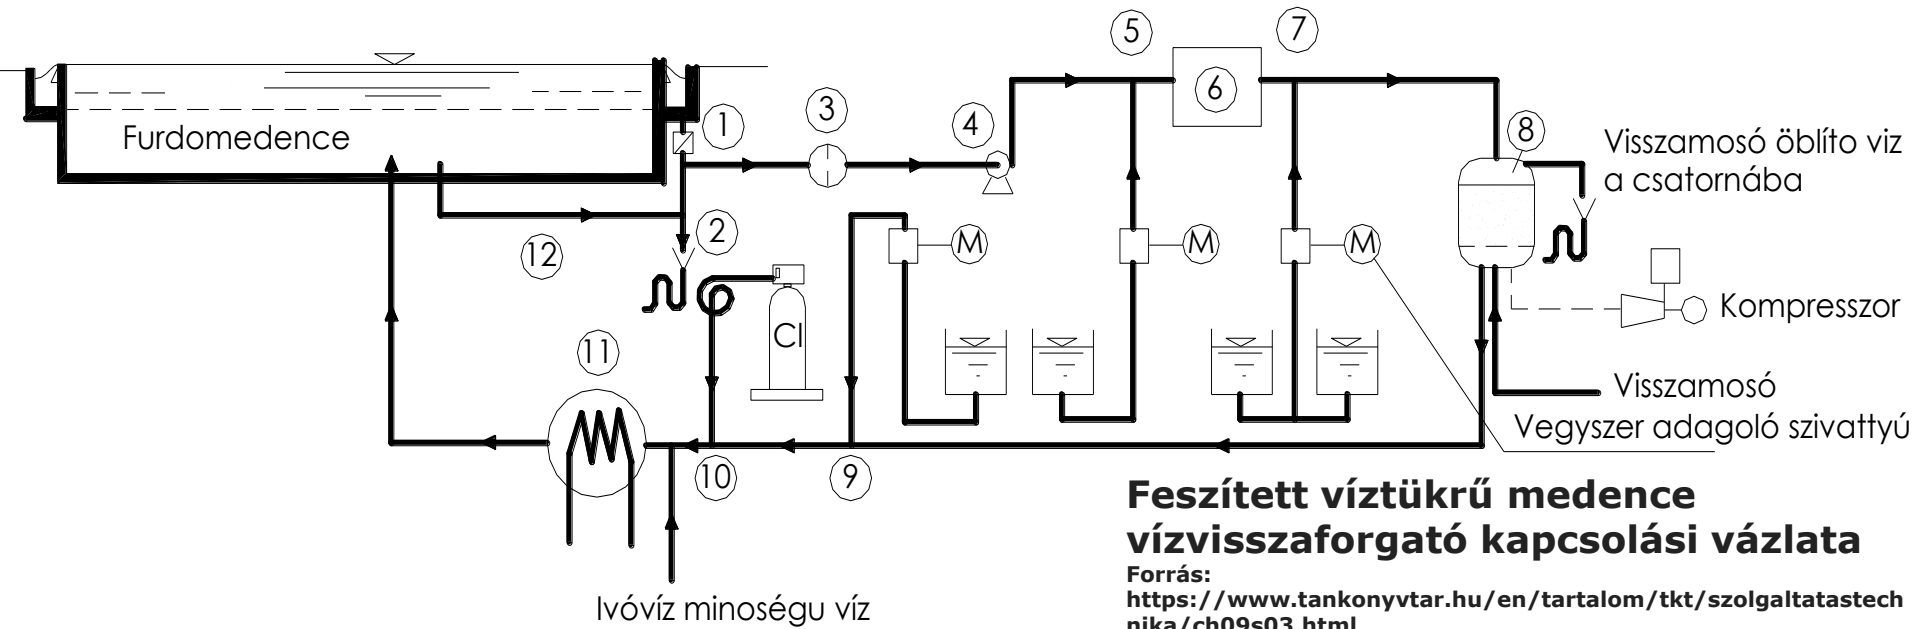 5
7
6
3
4
1
8
Furdomedence
Visszamosó öblíto viz
a csatornába
2
12
M
M
M
Cl
Kompresszor
11
Visszamosó
Vegyszer adagoló szivattyú
10
9
Feszített víztükrű medence
vízvisszaforgató kapcsolási vázlata
Forrás:
https://www.tankonyvtar.hu/en/tartalom/tkt/szolgaltatastech
nika/ch09s03.html
Ivóvíz minoségu víz